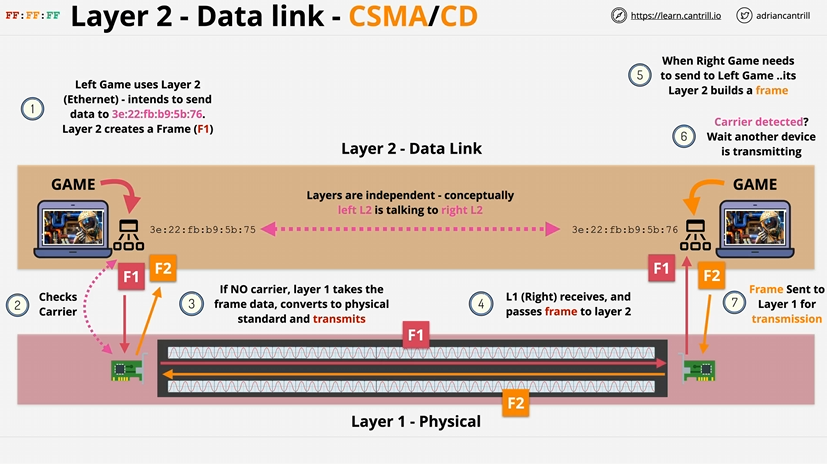 FF:FF:FF
Layer 2 - Data link - CSMA/CD
https://learn.cantrill.io
adriancantrill
1
Left Game uses Layer 2
(Ethernet) - intends to send
data to 3e:22:fb:b9:5b:76.
Layer 2 creates a Frame (F1)
5
When Right Game needs
to send to Left Game ..its
Layer 2 builds a frame
6
Carrier detected?
Wait another device
is transmitting
Layer 2 - Data Link
GAME
GAME
Layers are independent - conceptually
left L2 is talking to right L2
3e:22:fb:b9:5b:75
3e:22:fb:b9:5b:76
F1
F2
F1
F2
2
Checks
Carrier
3
If NO carrier, layer 1 takes the
frame data, converts to physical
standard and transmits
4
L1 (Right) receives, and
passes frame to layer 2
7
Frame Sent to
Layer 1 for
transmission
F1
F2
Layer 1 - Physical